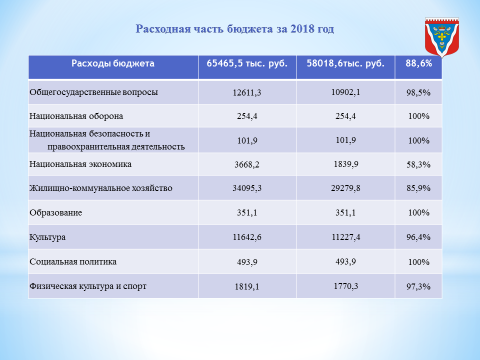 Расходная часть бюджета за 2018 год
Расходы бюджета 65465,5 тыс. руб. 58018,6тыс. руб. 88,6%
Общегосударственные вопросы 12611,3 10902,1 98,5%
Национальная оборона 254,4 254,4 100%
Национальная безопасность и
правоохранительная деятельность 101,9 101,9 100%
Национальная экономика 3668,2 1839,9 58,3%
Жилищно-коммунальное хозяйство 34095,3 29279,8 85,9%
Образование 351,1 351,1 100%
Культура 11642,6 11227,4 96,4%
Социальная политика 493,9 493,9 100%
Физическая культура и спорт 1819,1 1770,3 97,3%